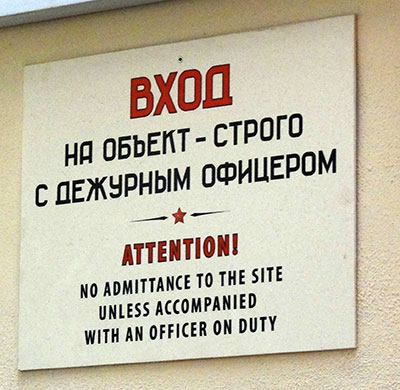 ВХОД
НА ОБЪЕКТ – СТРОГО
С ДЕЖУРНЫМ ОФИЦЕРОМ
ATTENTION!
NO ADMITTANCE TO THE SITE
UNLESS ACCOMPANIED
WITH AN OFFICER ON DUTY